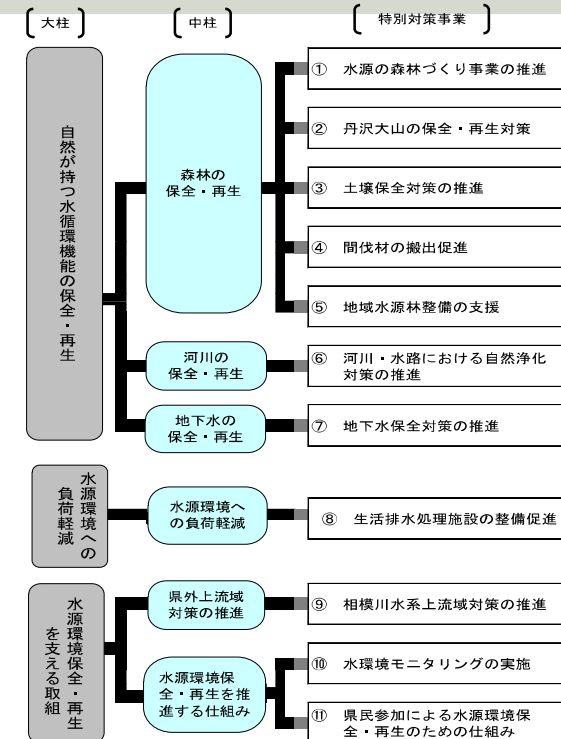 〔 大柱 〕 〔 中柱 〕 〔 特別対策事業 〕
自然が持つ水循環機能の保全・再生
森林の
保全・再生
① 水源の森林づくり事業の推進
② 丹沢大山の保全・再生対策
③ 土壌保全対策の推進
④ 間伐材の搬出促進
⑤ 地域水源林整備の支援
河川の
保全・再生
⑥ 河川・水路における自然浄化
対策の推進
地下水の
保全・再生
⑦ 地下水保全対策の推進
水源環境への
負荷軽減
水源環境へ
の負荷軽減
⑧ 生活排水処理施設の整備促進
水源環境保全・再生
を支える取組
県外上流域
対策の推進
⑨ 相模川水系上流域対策の推進
水源環境保
全・再生を推
進する仕組み
⑩ 水環境モニタリングの実施
⑪ 県民参加による水源環境保
全・再生のための仕組み